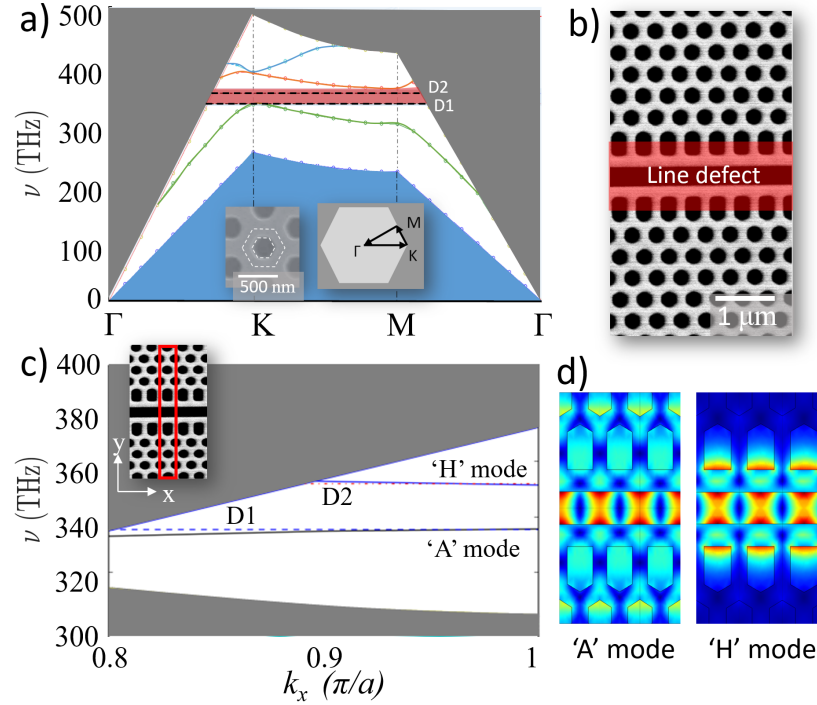 a)
500
400
300
200
100
0
ν (THz)
D2
D1
500 nm
Γ
M
K
Γ
K
M
Γ
b)
Line defect
1 μm
c)
400
380
360
340
320
300
ν (THz)
y
x
'H' mode
D2
D1
'A' mode
0.8
0.9
1
kₓ (π/a)
d)
'A' mode
'H' mode